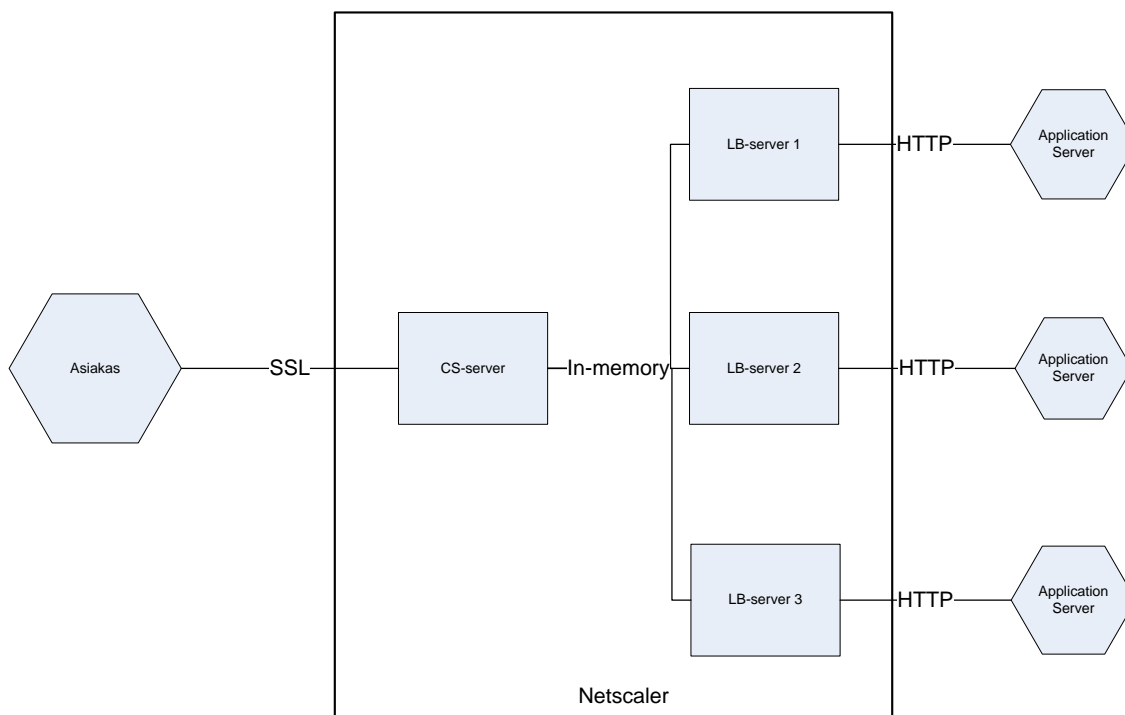 LB-server 1
HTTP
Application
Server
Asiakas
SSL
CS-server
In-memory
LB-server 2
HTTP
Application
Server
LB-server 3
HTTP
Application
Server
Netscaler